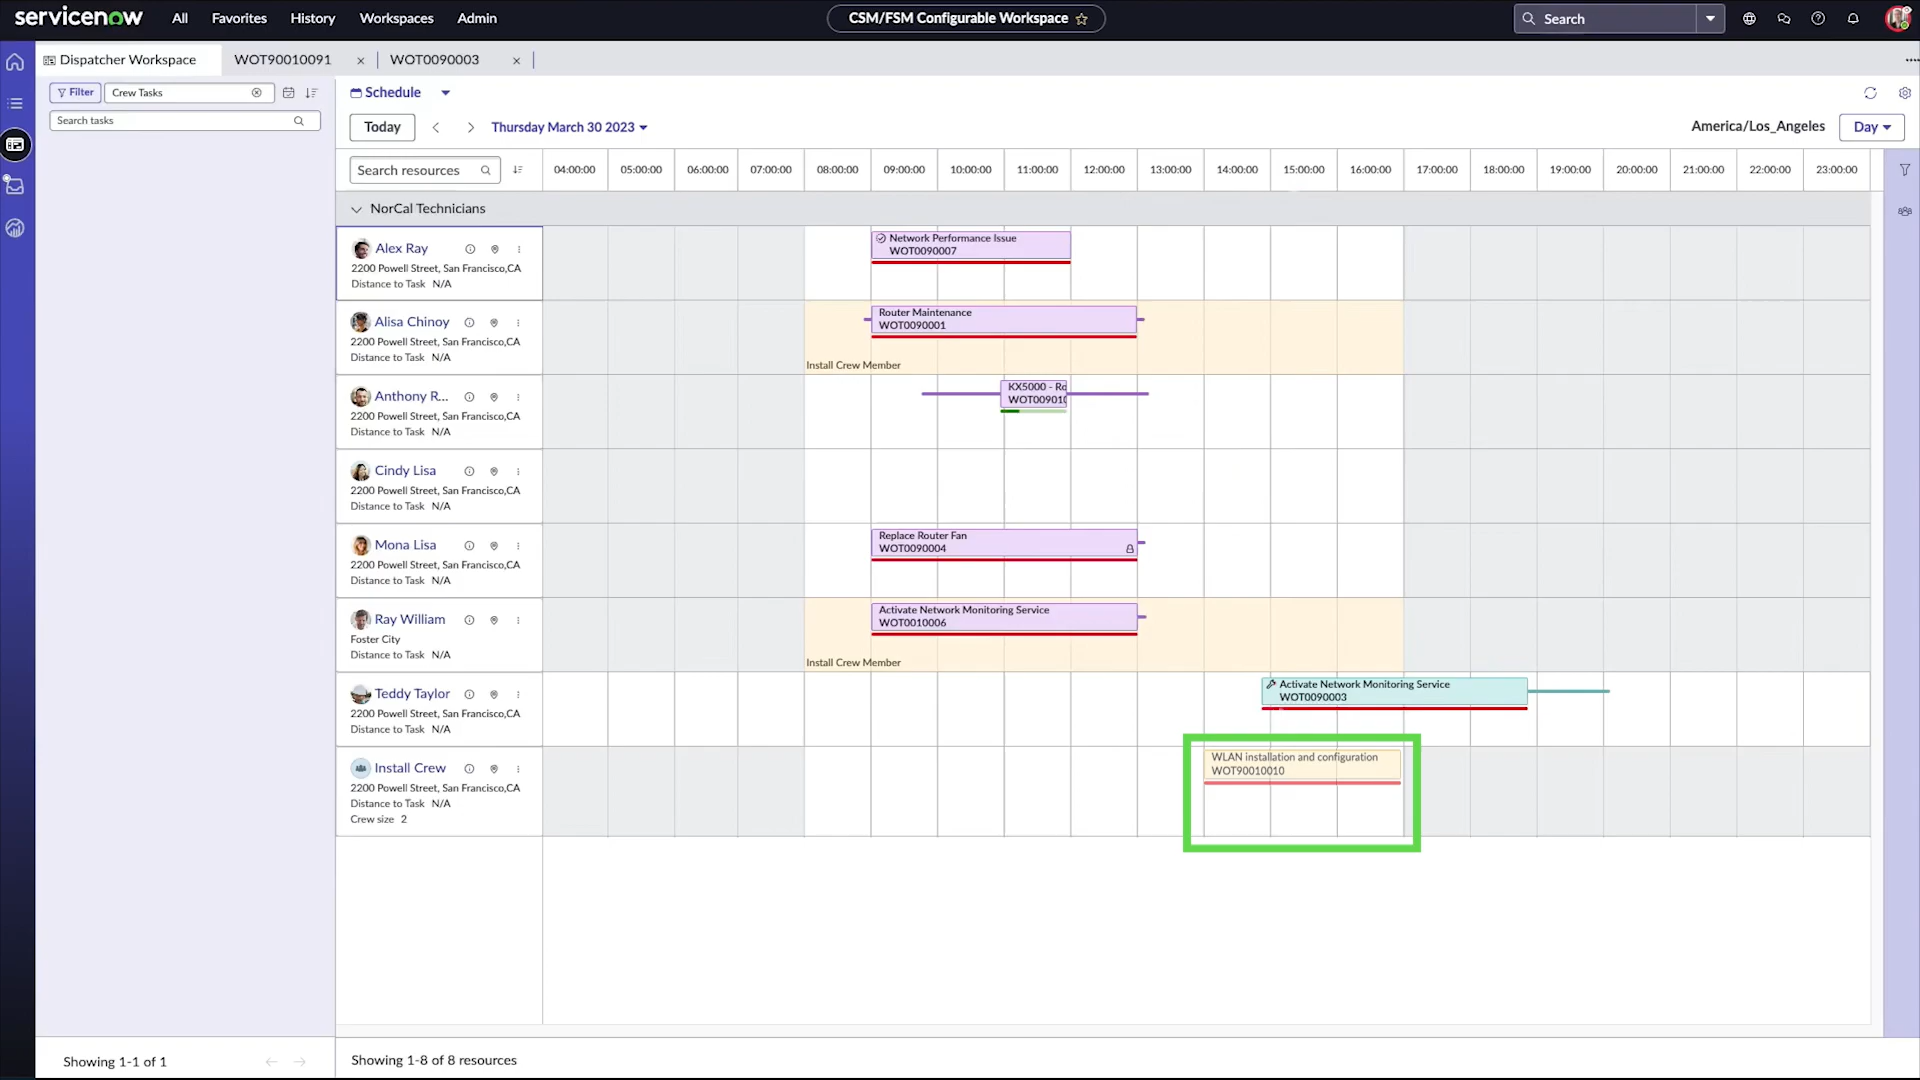 servicenow
All
Favorites
History
Workspaces
Admin
CSM/FSM Configurable Workspace
Search
Dispatcher Workspace
WOT90010091
WOT0090003
Filter
Crew Tasks
Search tasks
Schedule
Today
Thursday March 30 2023
America/Los_Angeles
Day
Search resources
04:00:00
05:00:00
06:00:00
07:00:00
08:00:00
09:00:00
10:00:00
11:00:00
12:00:00
13:00:00
14:00:00
15:00:00
16:00:00
17:00:00
18:00:00
19:00:00
20:00:00
21:00:00
22:00:00
23:00:00
NorCal Technicians
Alex Ray
2200 Powell Street, San Francisco,CA
Distance to Task N/A
Network Performance Issue
WOT0090007
Alisa Chinoy
2200 Powell Street, San Francisco,CA
Distance to Task N/A
Router Maintenance
WOT0090001
Install Crew Member
Anthony R...
2200 Powell Street, San Francisco,CA
Distance to Task N/A
KX5000 - Ro
WOT009010
Cindy Lisa
2200 Powell Street, San Francisco,CA
Distance to Task N/A
Mona Lisa
2200 Powell Street, San Francisco,CA
Distance to Task N/A
Replace Router Fan
WOT0090004
Ray William
Foster City
Distance to Task N/A
Activate Network Monitoring Service
WOT0010006
Install Crew Member
Teddy Taylor
2200 Powell Street, San Francisco,CA
Distance to Task N/A
Activate Network Monitoring Service
WOT0090003
Install Crew
2200 Powell Street, San Francisco,CA
Distance to Task N/A
Crew size 2
WLAN installation and configuration
WOT90010010
Showing 1-1 of 1
Showing 1-8 of 8 resources